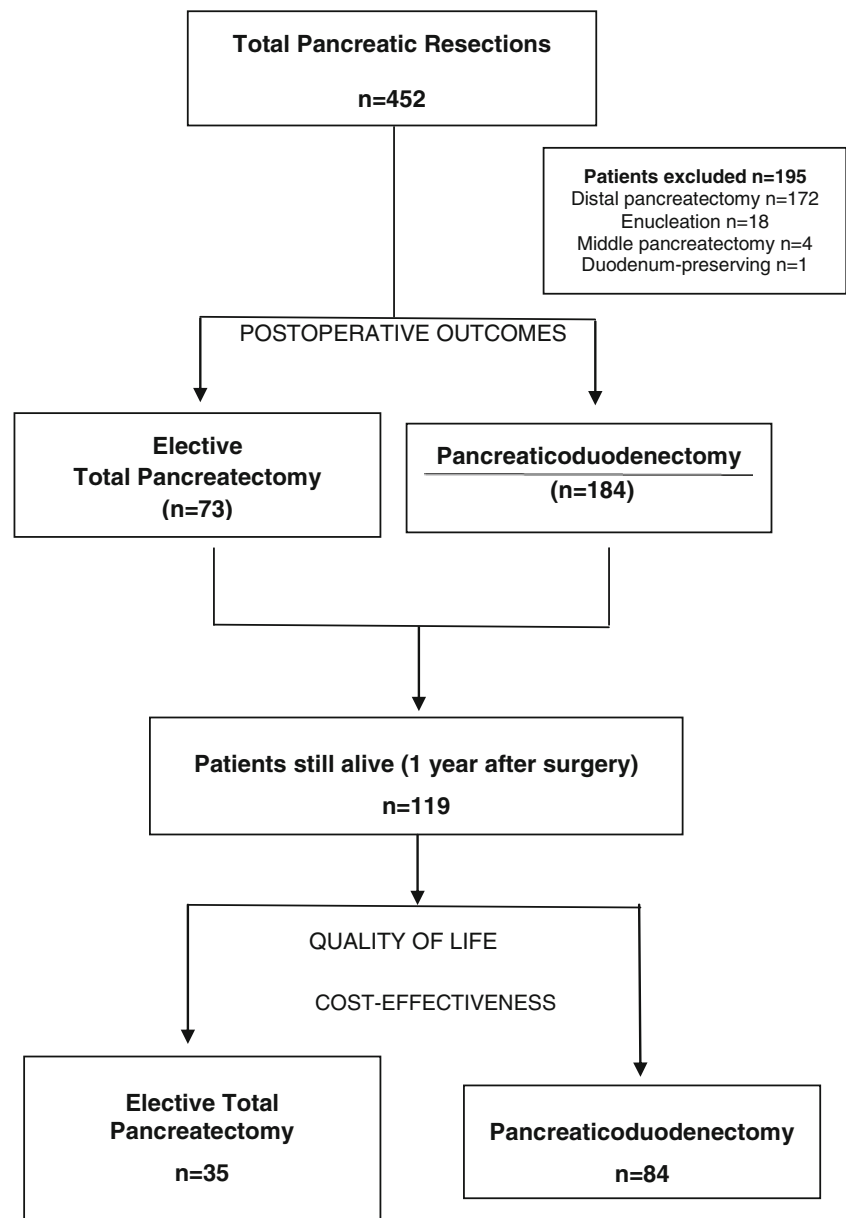 Total Pancreatic Resections
n=452
Patients excluded n=195
Distal pancreatectomy n=172
Enucleation n=18
Middle pancreatectomy n=4
Duodenum-preserving n=1
POSTOPERATIVE OUTCOMES
Elective
Total Pancreatectomy
(n=73)
Pancreaticoduodenectomy
(n=184)
Patients still alive (1 year after surgery)
n=119
QUALITY OF LIFE
COST-EFFECTIVENESS
Elective Total
Pancreatectomy
n=35
Pancreaticoduodenectomy
n=84